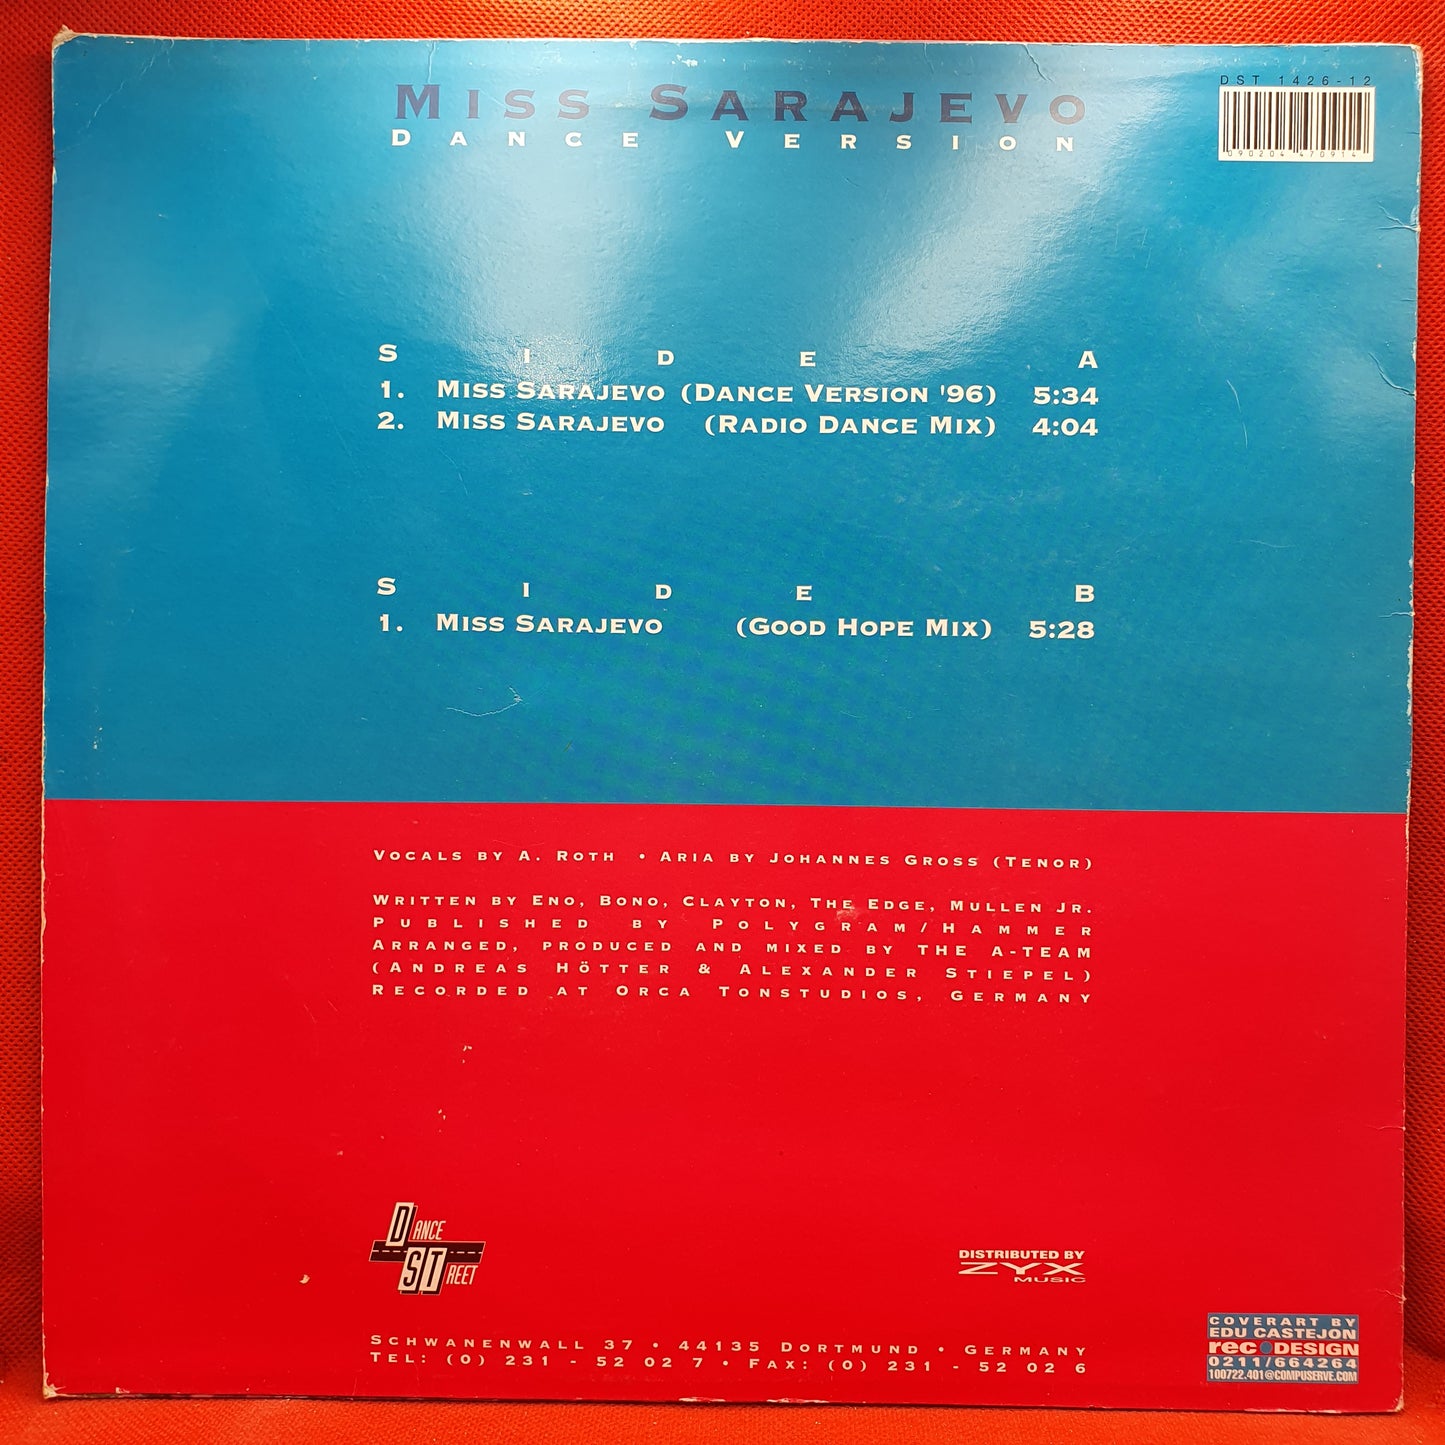 DST 1426-12
MISS SARAJEVO
DANCE VERSION
090204 470914
SIDE A
1. MISS SARAJEVO (DANCE VERSION '96) 5:34
2. MISS SARAJEVO (RADIO DANCE MIX) 4:04
SIDE B
1. MISS SARAJEVO (GOOD HOPE MIX) 5:28
VOCALS BY A. ROTH • ARIA BY JOHANNES GROSS (TENOR)
WRITTEN BY ENO, BONO, CLAYTON, THE EDGE, MULLEN JR.
PUBLISHED BY POLYGRAM/HAMMER
ARRANGED, PRODUCED AND MIXED BY THE A-TEAM
(ANDREAS HÖTTER & ALEXANDER STIEPEL)
RECORDED AT ORCA TONSTUDIOS, GERMANY
DANCE
STREET
DISTRIBUTED BY
ZYX
MUSIC
SCHWANENWALL 37 • 44135 DORTMUND • GERMANY
TEL: (0) 231 - 52 02 7 • FAX: (0) 231 - 52 02 6
COVERART BY
EDU CASTEJON
rec DESIGN
0211/664264
100722.401@COMPUSERVE.COM